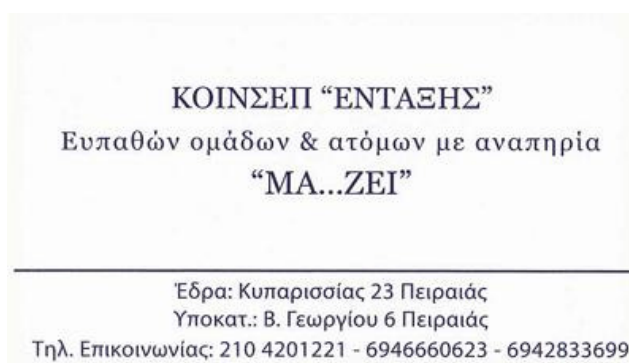 ΚΟΙΝΣΕΠ “ΕΝΤΑΞΗΣ”
Ευπαθών ομάδων & ατόμων με αναπηρία
“ΜΑ...ΖΕΙ”
Έδρα: Κυπαρισσίας 23 Πειραιάς
Υποκατ.: Β. Γεωργίου 6 Πειραιάς
Τηλ. Επικοινωνίας: 210 4201221 - 6946660623 - 6942833699